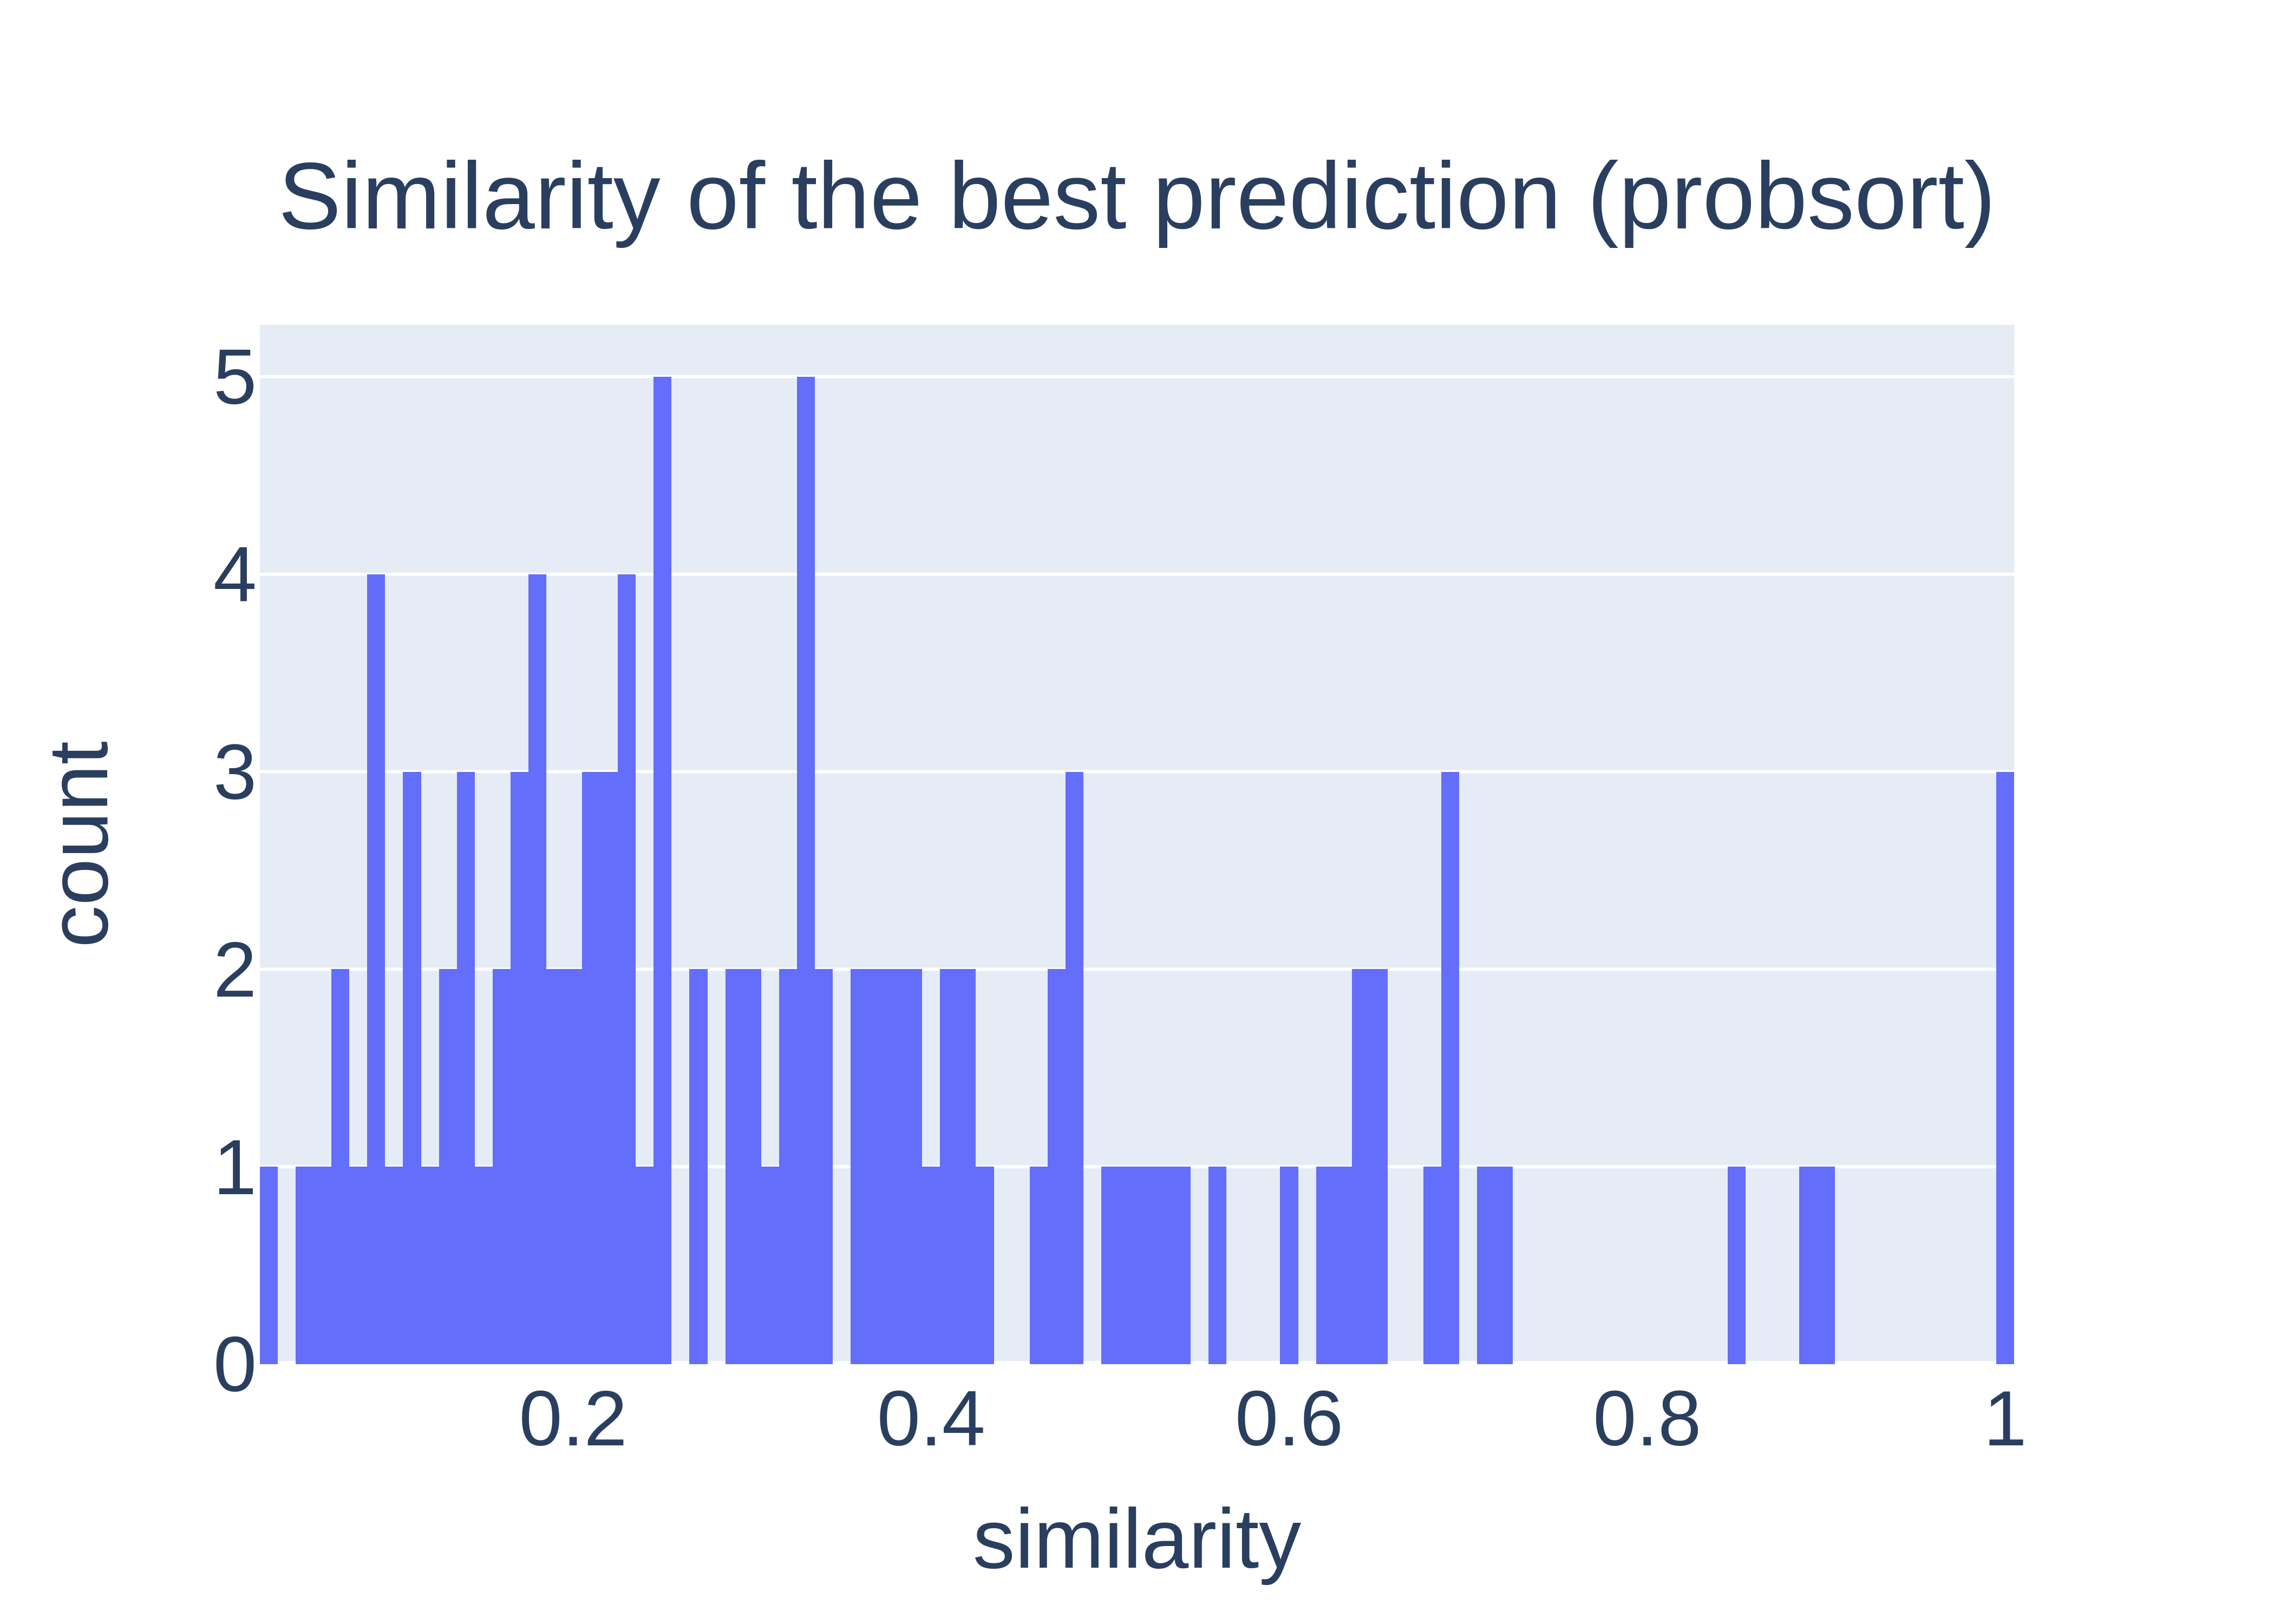 Similarity of the best prediction (probsort)
5
4
3
2
1
0
count
0.2 0.4 0.6 0.8 1
similarity